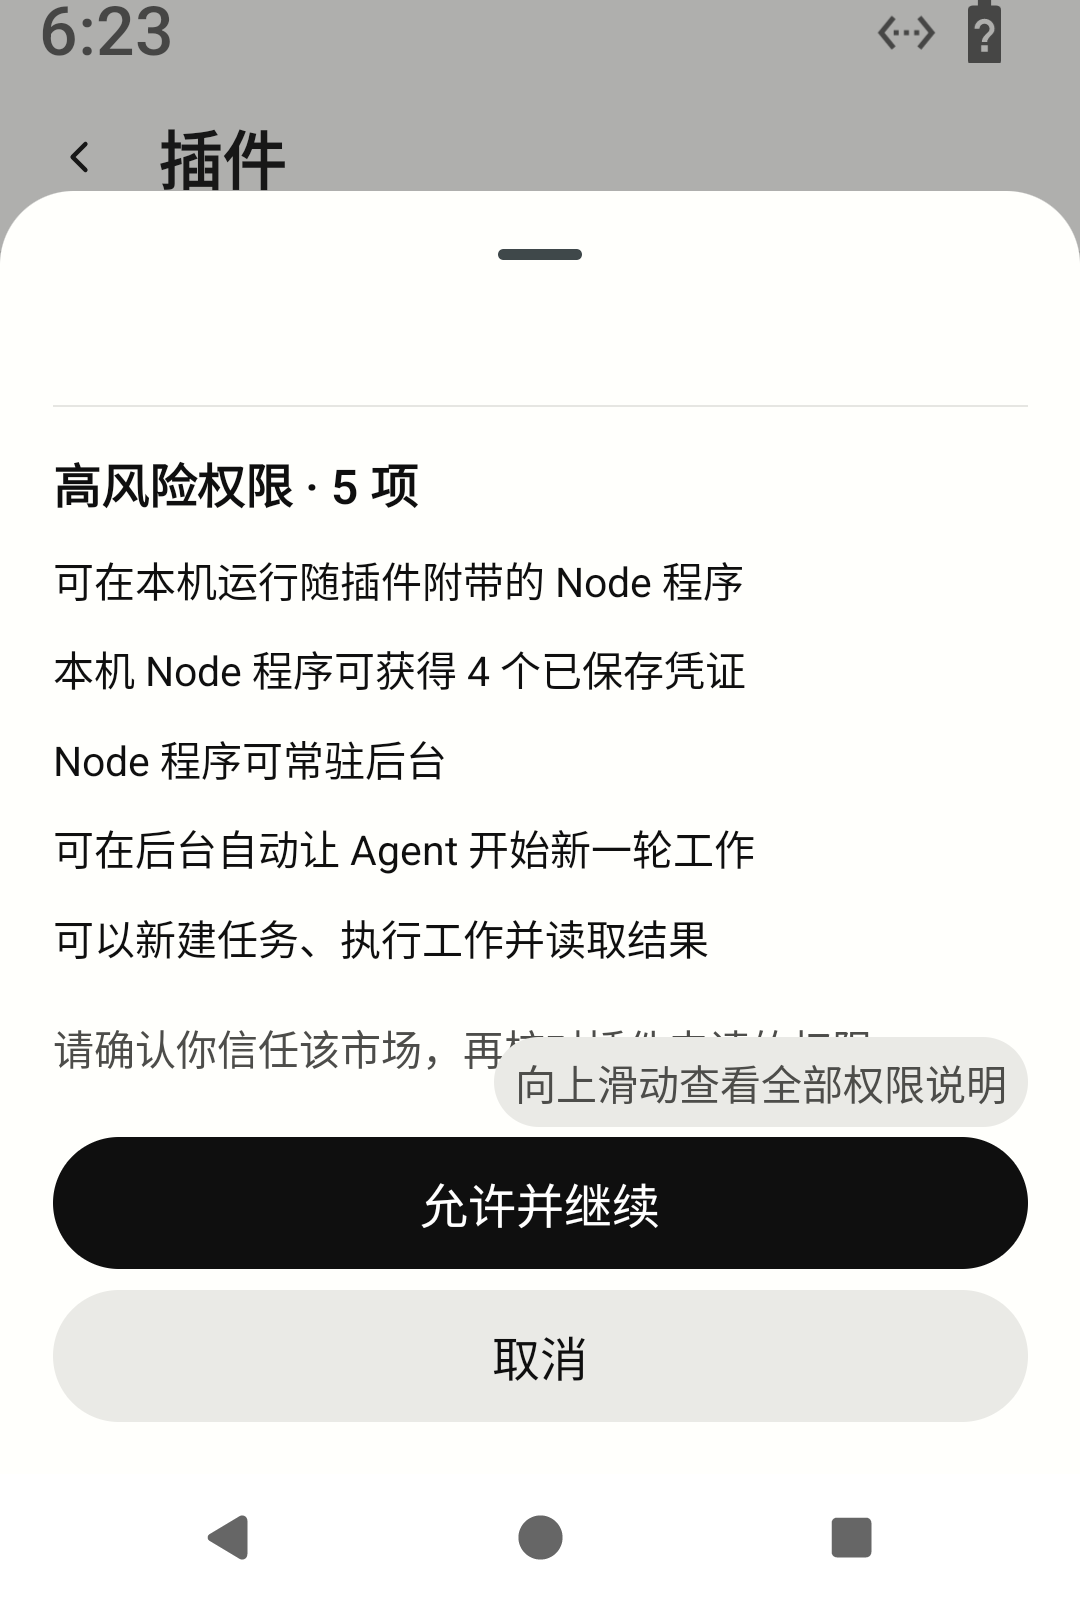 6:23
插件
高风险权限 · 5 项
可在本机运行随插件附带的 Node 程序
本机 Node 程序可获得 4 个已保存凭证
Node 程序可常驻后台
可在后台自动让 Agent 开始新一轮工作
可以新建任务、执行工作并读取结果
请确认你信任该市场，再
向上滑动查看全部权限说明
允许并继续
取消